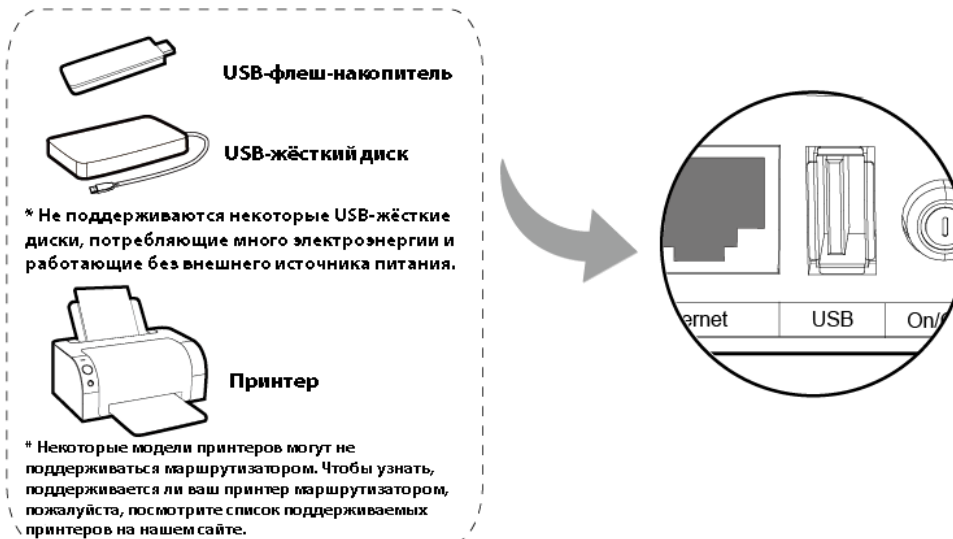 USB-флеш-накопитель
USB-жёсткий диск
* Не поддерживаются некоторые USB-жёсткие
диски, потребляющие много электроэнергии и
работающие без внешнего источника питания.
Принтер
* Некоторые модели принтеров могут не
поддерживаться маршрутизатором. Чтобы узнать,
поддерживается ли ваш принтер маршрутизатором,
пожалуйста, посмотрите список поддерживаемых
принтеров на нашем сайте.
ernet USB On/